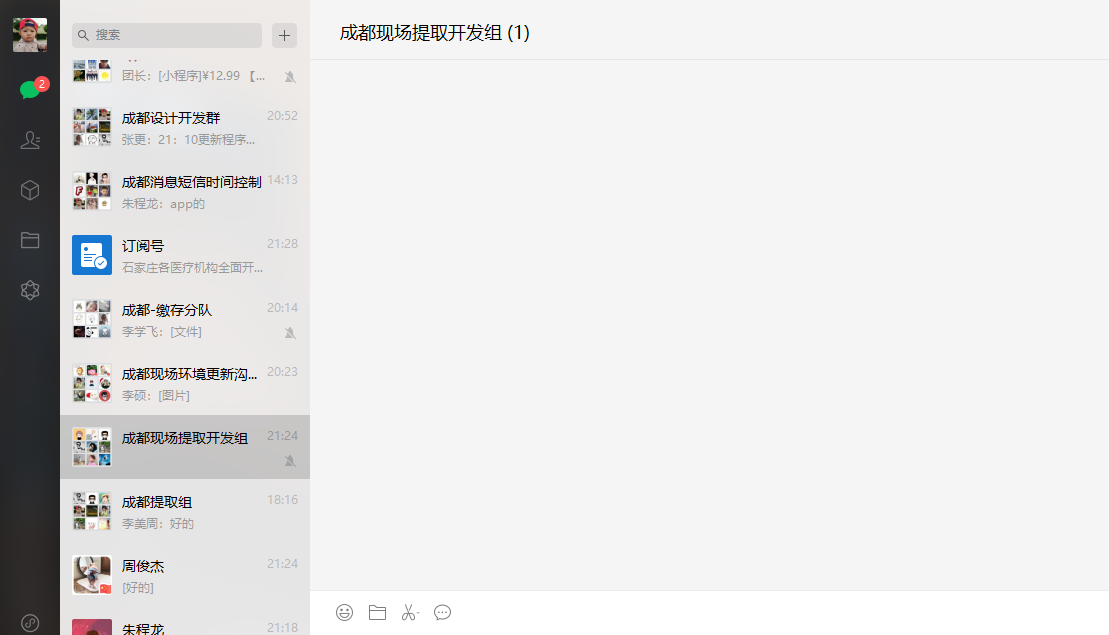 搜索
成都现场提取开发组 (1)
2
团长：[小程序]¥12.99 【...
成都设计开发群 20:52
张更：21：10更新程序...
成都消息短信时间控制 14:13
朱程龙：app的
订阅号 21:28
石家庄各医疗机构全面开...
成都-缴存分队 20:14
李学飞：[文件]
成都现场环境更新沟... 20:23
李硕：[图片]
成都现场提取开发组 21:24
成都提取组 18:16
李美周：好的
周俊杰 21:24
[好的]
朱程龙 21:18